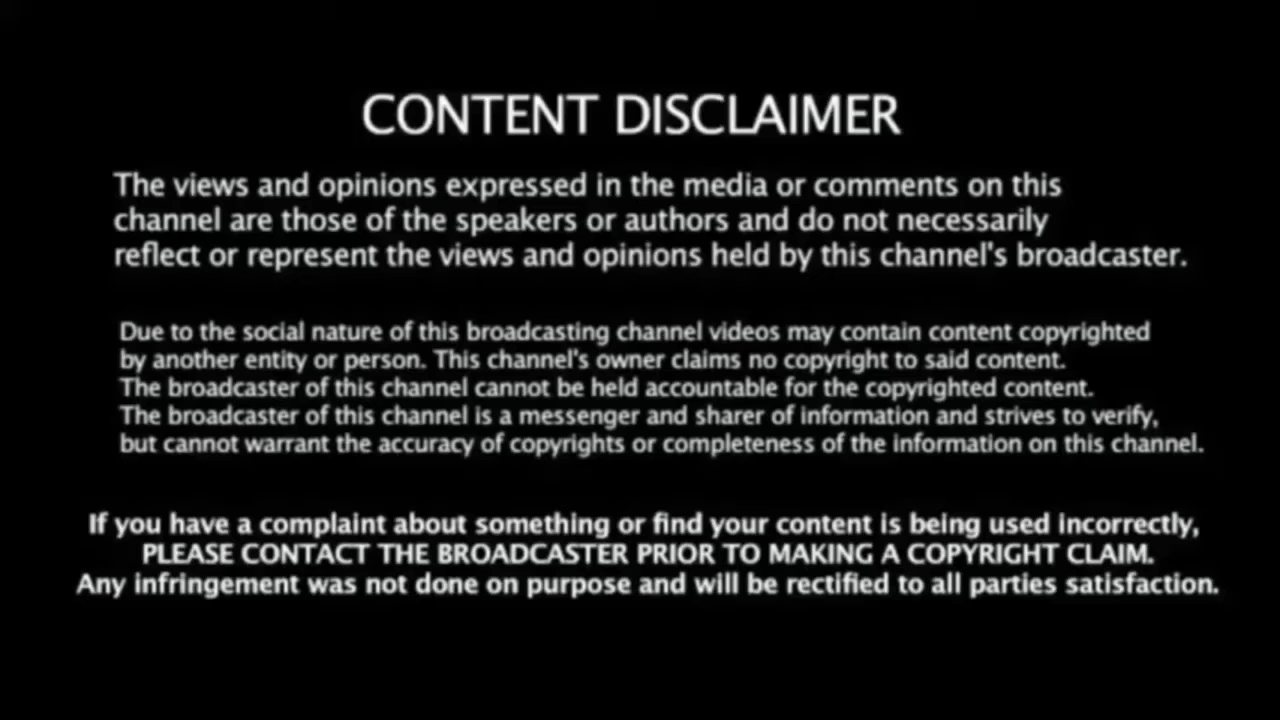 CONTENT DISCLAIMER
The views and opinions expressed in the media or comments on this
channel are those of the speakers or authors and do not necessarily
reflect or represent the views and opinions held by this channel's broadcaster.
Due to the social nature of this broadcasting channel videos may contain content copyrighted
by another entity or person. This channel's owner claims no copyright to said content.
The broadcaster of this channel cannot be held accountable for the copyrighted content.
The broadcaster of this channel is a messenger and sharer of information and strives to verify,
but cannot warrant the accuracy of copyrights or completeness of the information on this channel.
If you have a complaint about something or find your content is being used incorrectly,
PLEASE CONTACT THE BROADCASTER PRIOR TO MAKING A COPYRIGHT CLAIM.
Any infringement was not done on purpose and will be rectified to all parties satisfaction.